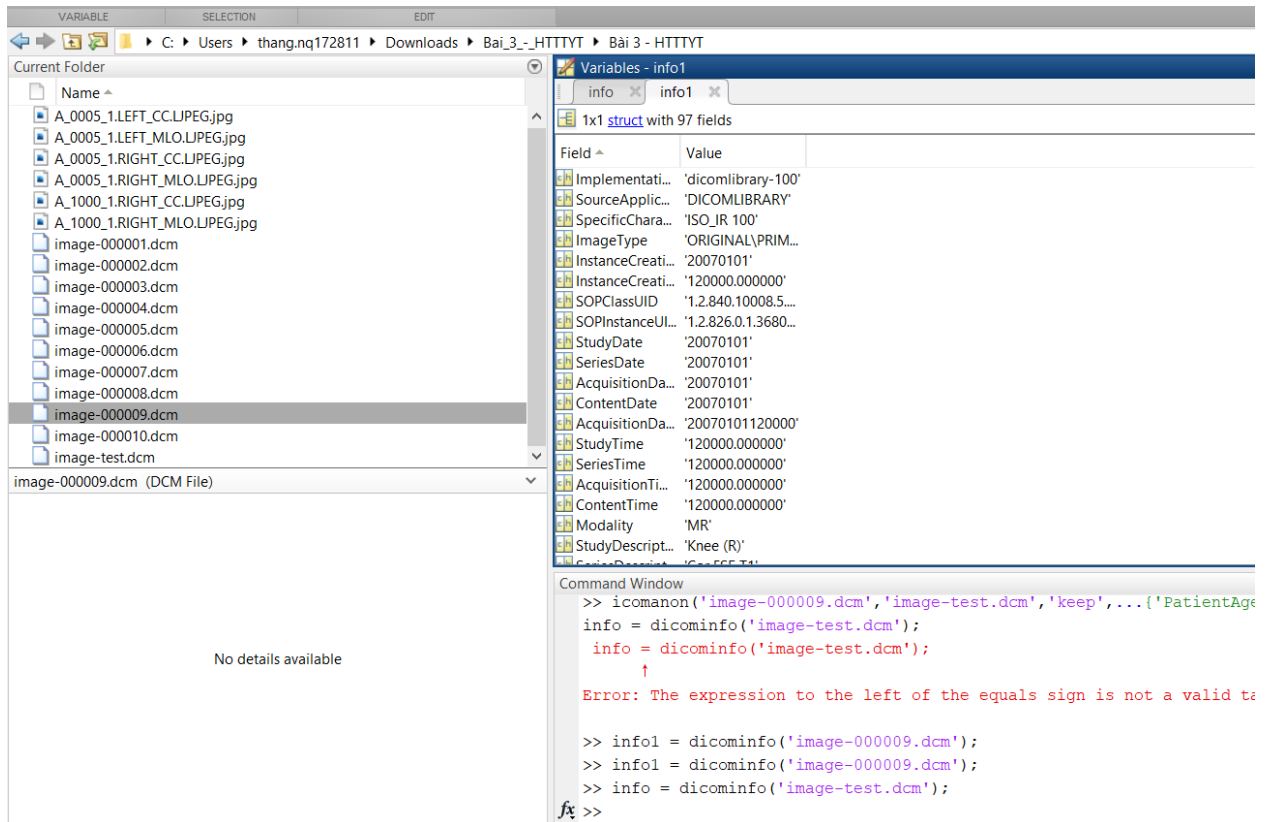 VARIABLE SELECTION EDIT
C: Users thang.nq172811 Downloads Bai_3_-_HTTTYT Bài 3 - HTTTYT
Current Folder
Name
A_0005_1.LEFT_CC.LJPEG.jpg
A_0005_1.LEFT_MLO.LJPEG.jpg
A_0005_1.RIGHT_CC.LJPEG.jpg
A_0005_1.RIGHT_MLO.LJPEG.jpg
A_1000_1.RIGHT_CC.LJPEG.jpg
A_1000_1.RIGHT_MLO.LJPEG.jpg
image-000001.dcm
image-000002.dcm
image-000003.dcm
image-000004.dcm
image-000005.dcm
image-000006.dcm
image-000007.dcm
image-000008.dcm
image-000009.dcm
image-000010.dcm
image-test.dcm
image-000009.dcm (DCM File)
No details available
Variables - info1
info info1
1x1 struct with 97 fields
Field Value
Implementati... 'dicomlibrary-100'
SourceApplic... 'DICOMLIBRARY'
SpecificChara... 'ISO_IR 100'
ImageType 'ORIGINAL\PRIM...
InstanceCreati... '20070101'
InstanceCreati... '120000.000000'
SOPClassUID '1.2.840.10008.5....
SOPInstanceUI... '1.2.826.0.1.3680...
StudyDate '20070101'
SeriesDate '20070101'
AcquisitionDa... '20070101'
ContentDate '20070101'
AcquisitionDa... '20070101120000'
StudyTime '120000.000000'
SeriesTime '120000.000000'
AcquisitionTi... '120000.000000'
ContentTime '120000.000000'
Modality 'MR'
StudyDescript... 'Knee (R)'
Command Window
>> icomanon('image-000009.dcm','image-test.dcm','keep',...{'PatientAge
info = dicominfo('image-test.dcm');
info = dicominfo('image-test.dcm');
↑
Error: The expression to the left of the equals sign is not a valid ta
>> info1 = dicominfo('image-000009.dcm');
>> info1 = dicominfo('image-000009.dcm');
>> info = dicominfo('image-test.dcm');
fx >>